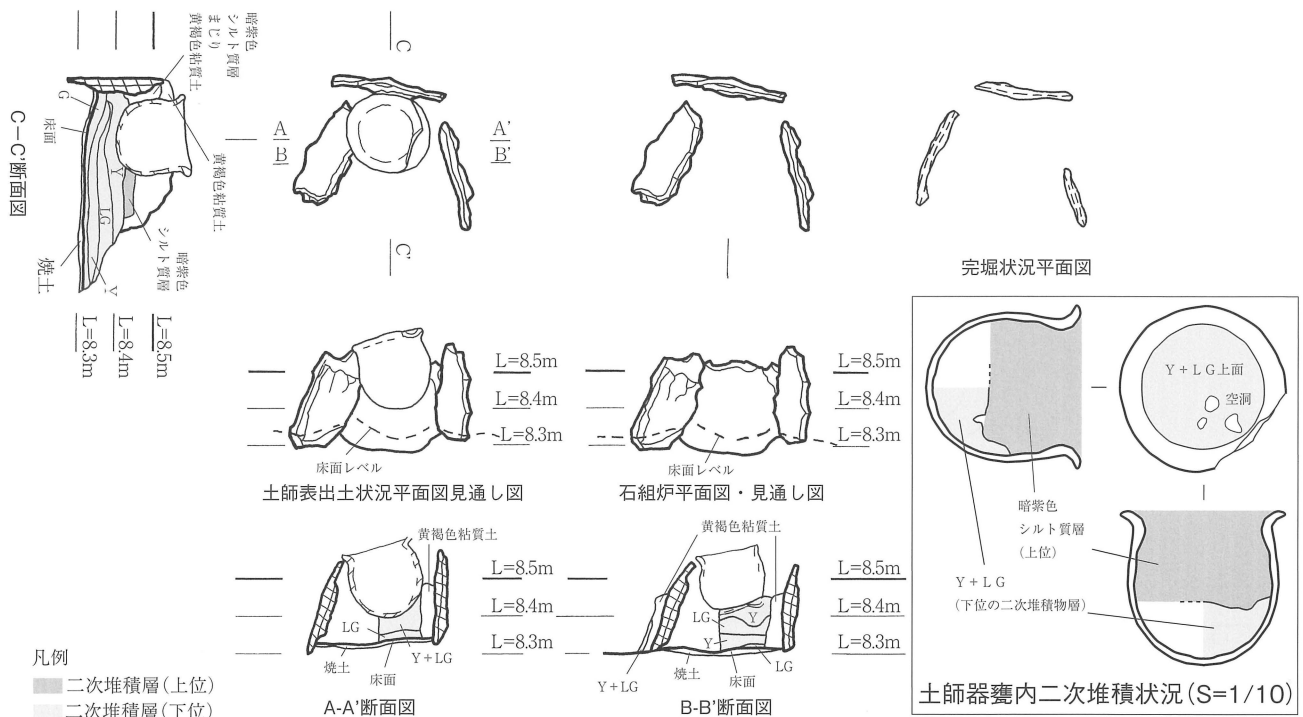 暗紫色
シルト質層
まじり
黄褐色粘質土
G
床面
黄褐色粘質土
Y
LG
暗紫色
シルト質層
Y
焼土
C－C'断面図
L=8.5m
L=8.4m
L=8.3m
C
A
B
A'
B'
C'
完堀状況平面図
L=8.5m
L=8.4m
L=8.3m
床面レベル
土師表出土状況平面図見通し図
L=8.5m
L=8.4m
L=8.3m
床面レベル
石組炉平面図・見通し図
黄褐色粘質土
L=8.5m
L=8.4m
L=8.3m
LG
Y+LG
焼土
床面
A-A'断面図
L=8.5m
L=8.4m
L=8.3m
LG
Y
Y
LG
Y+LG
焼土
床面
B-B'断面図
Y+LG上面
空洞
暗紫色
シルト質層
(上位)
Y+LG
(下位の二次堆積物層)
土師器甕内二次堆積状況(S=1/10)
凡例
二次堆積層(上位)
二次堆積層(下位)